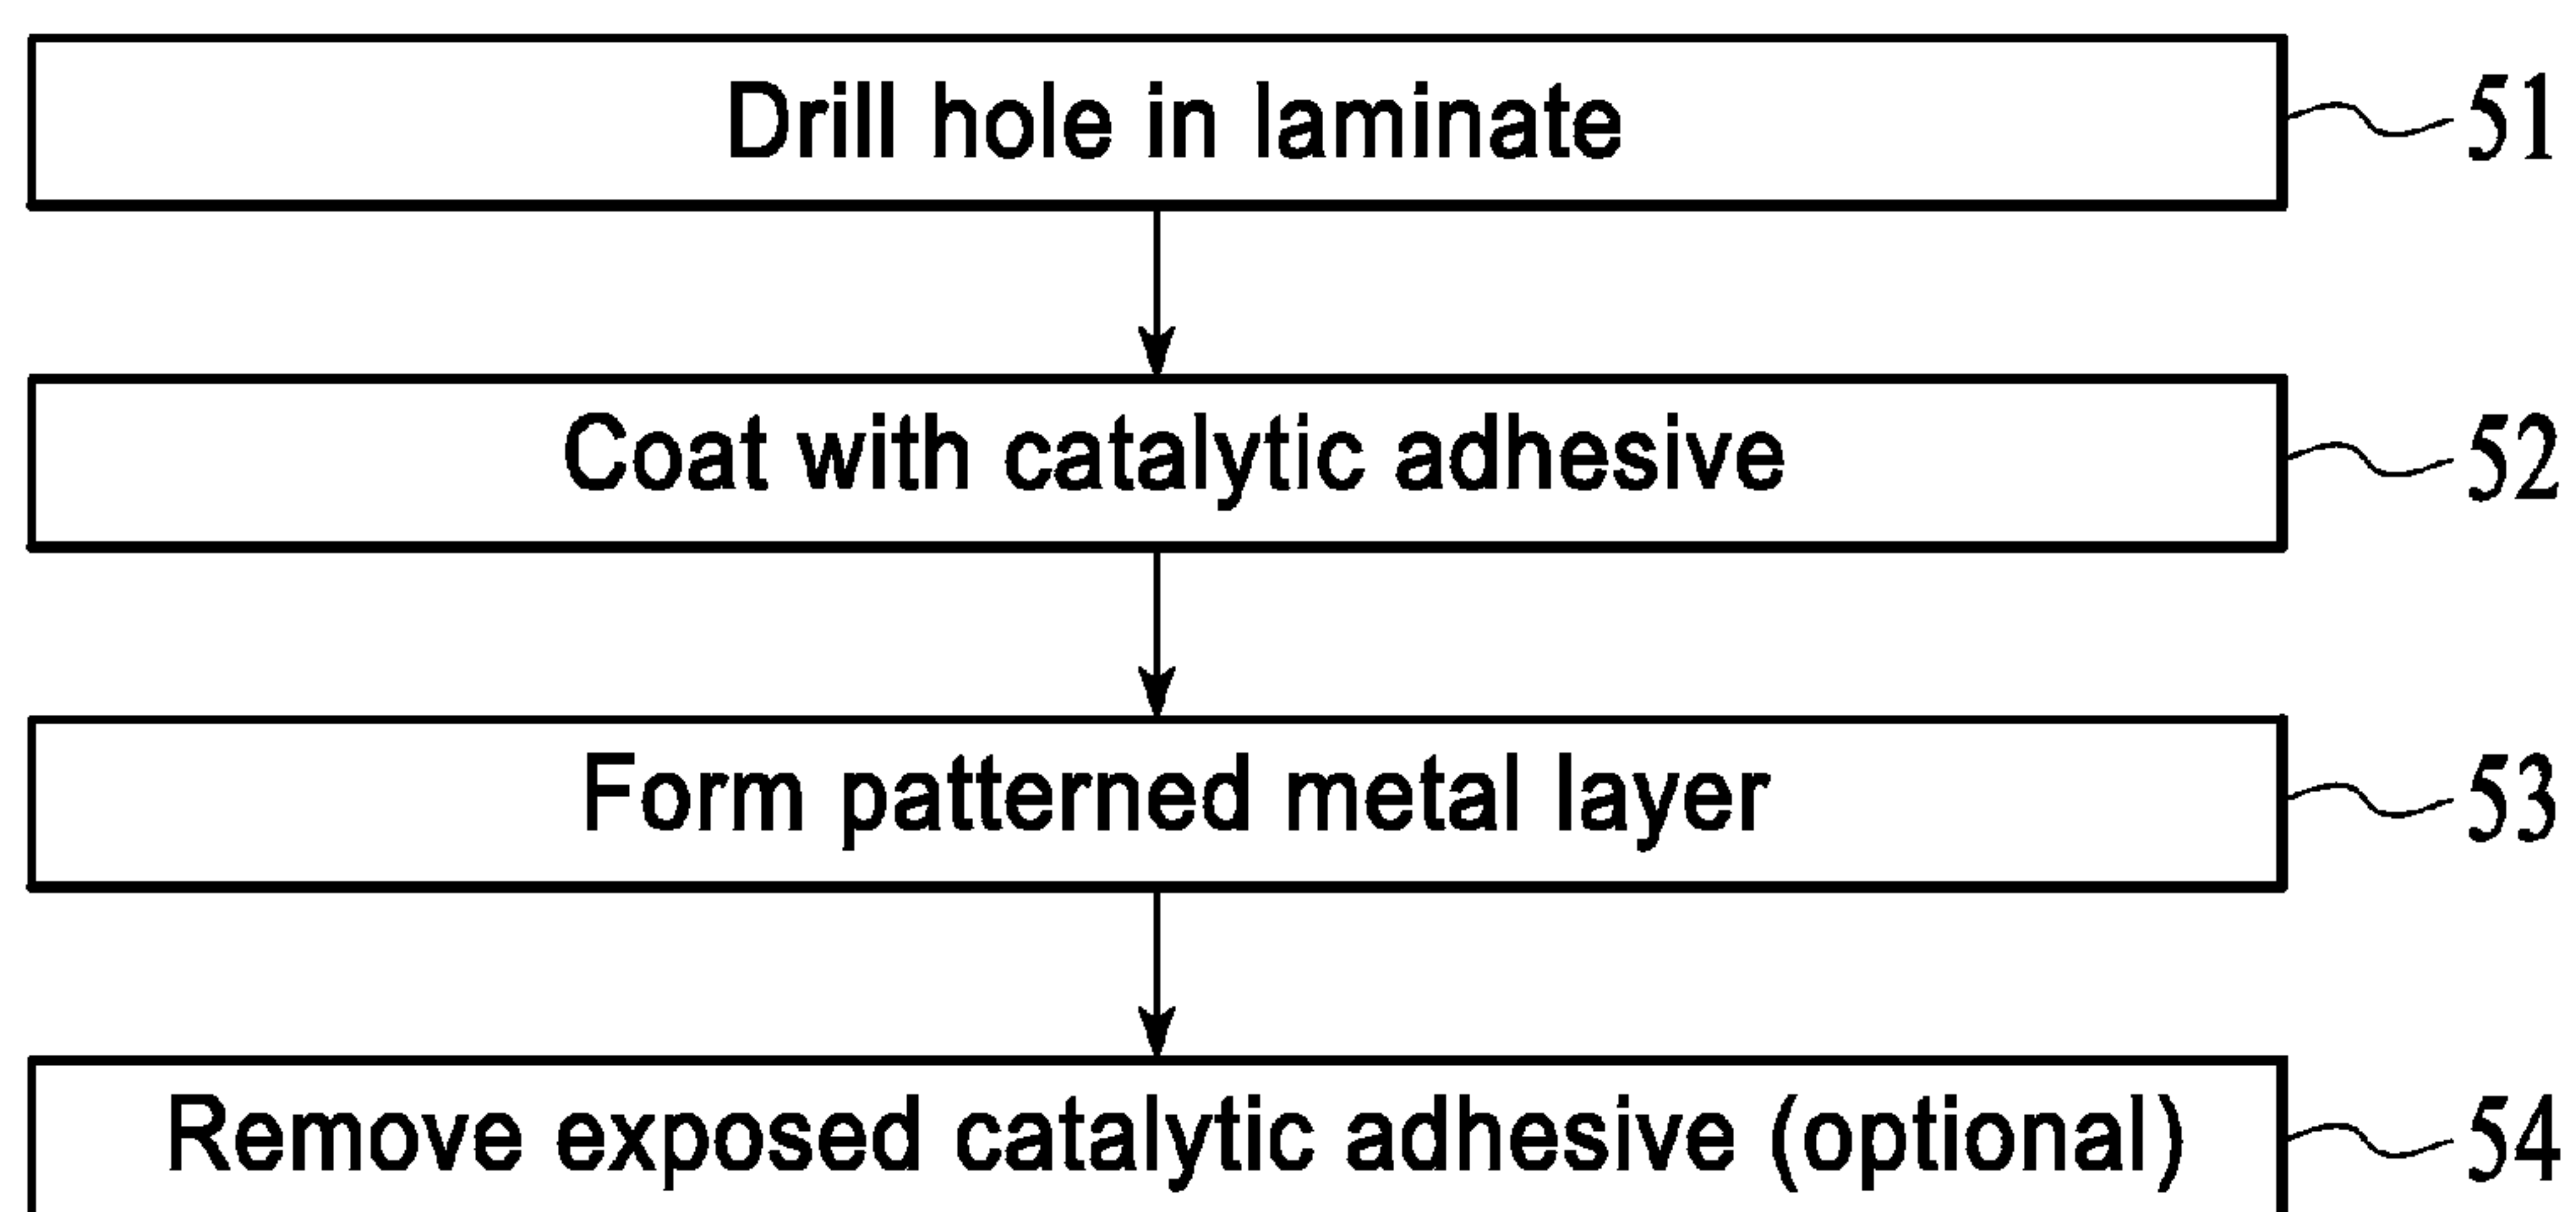 Drill hole in laminate 51
Coat with catalytic adhesive 52
Form patterned metal layer 53
Remove exposed catalytic adhesive (optional) 54